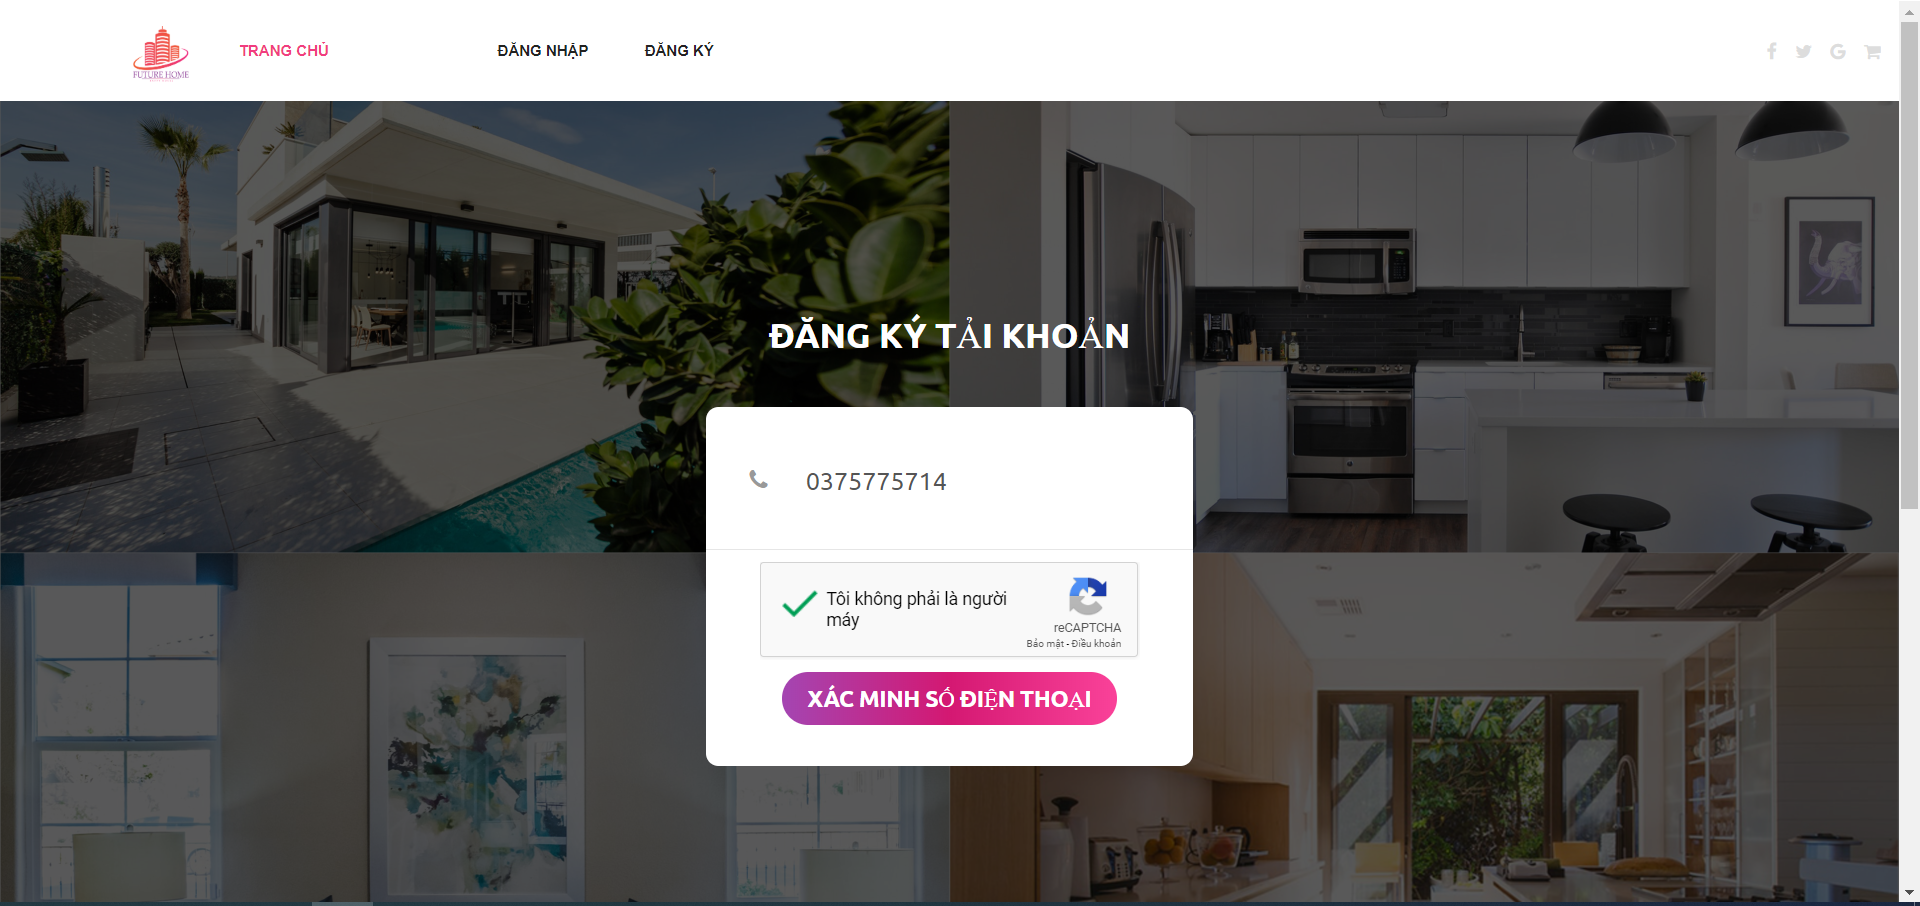 FUTURE HOME
TRANG CHỦ
ĐĂNG NHẬP
ĐĂNG KÝ
ĐĂNG KÝ TẢI KHOẢN
0375775714
Tôi không phải là người
máy
reCAPTCHA
Bảo mật - Điều khoản
XÁC MINH SỐ ĐIỆN THOẠI